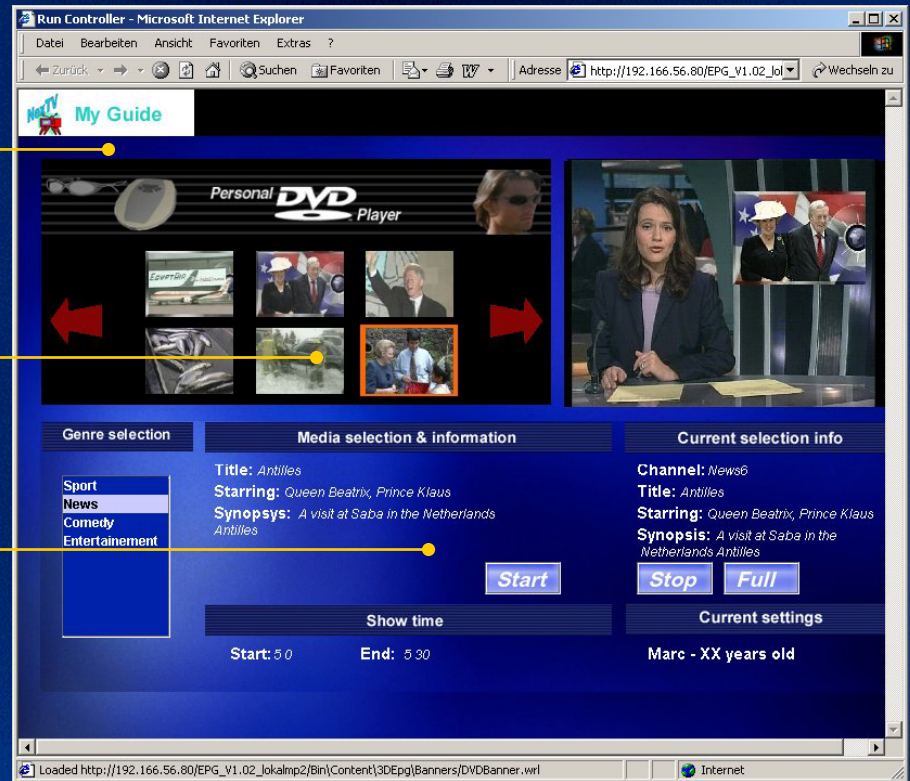 Run Controller - Microsoft Internet Explorer
Datei Bearbeiten Ansicht Favoriten Extras ?
Zurück Suchen Favoriten Adresse http://192.166.56.80/EPG_V1.02_lol Wechseln zu
NexTV My Guide
Personal DVD Player
EGYPTAIR
Genre selection
Sport
News
Comedy
Entertainement
Media selection & information
Title: Antilles
Starring: Queen Beatrix, Prince Klaus
Synopsys: A visit at Saba in the Netherlands
Antilles
Start
Show time
Start: 5 0 End: 5 30
Current selection info
Channel: News6
Title: Antilles
Starring: Queen Beatrix, Prince Klaus
Synopsis: A visit at Saba in the
Netherlands Antilles
Stop Full
Current settings
Marc - XX years old
Loaded http://192.166.56.80/EPG_V1.02_lokalmp2/Bin\Content\3DEpg\Banners/DVDBanner.wrl Internet